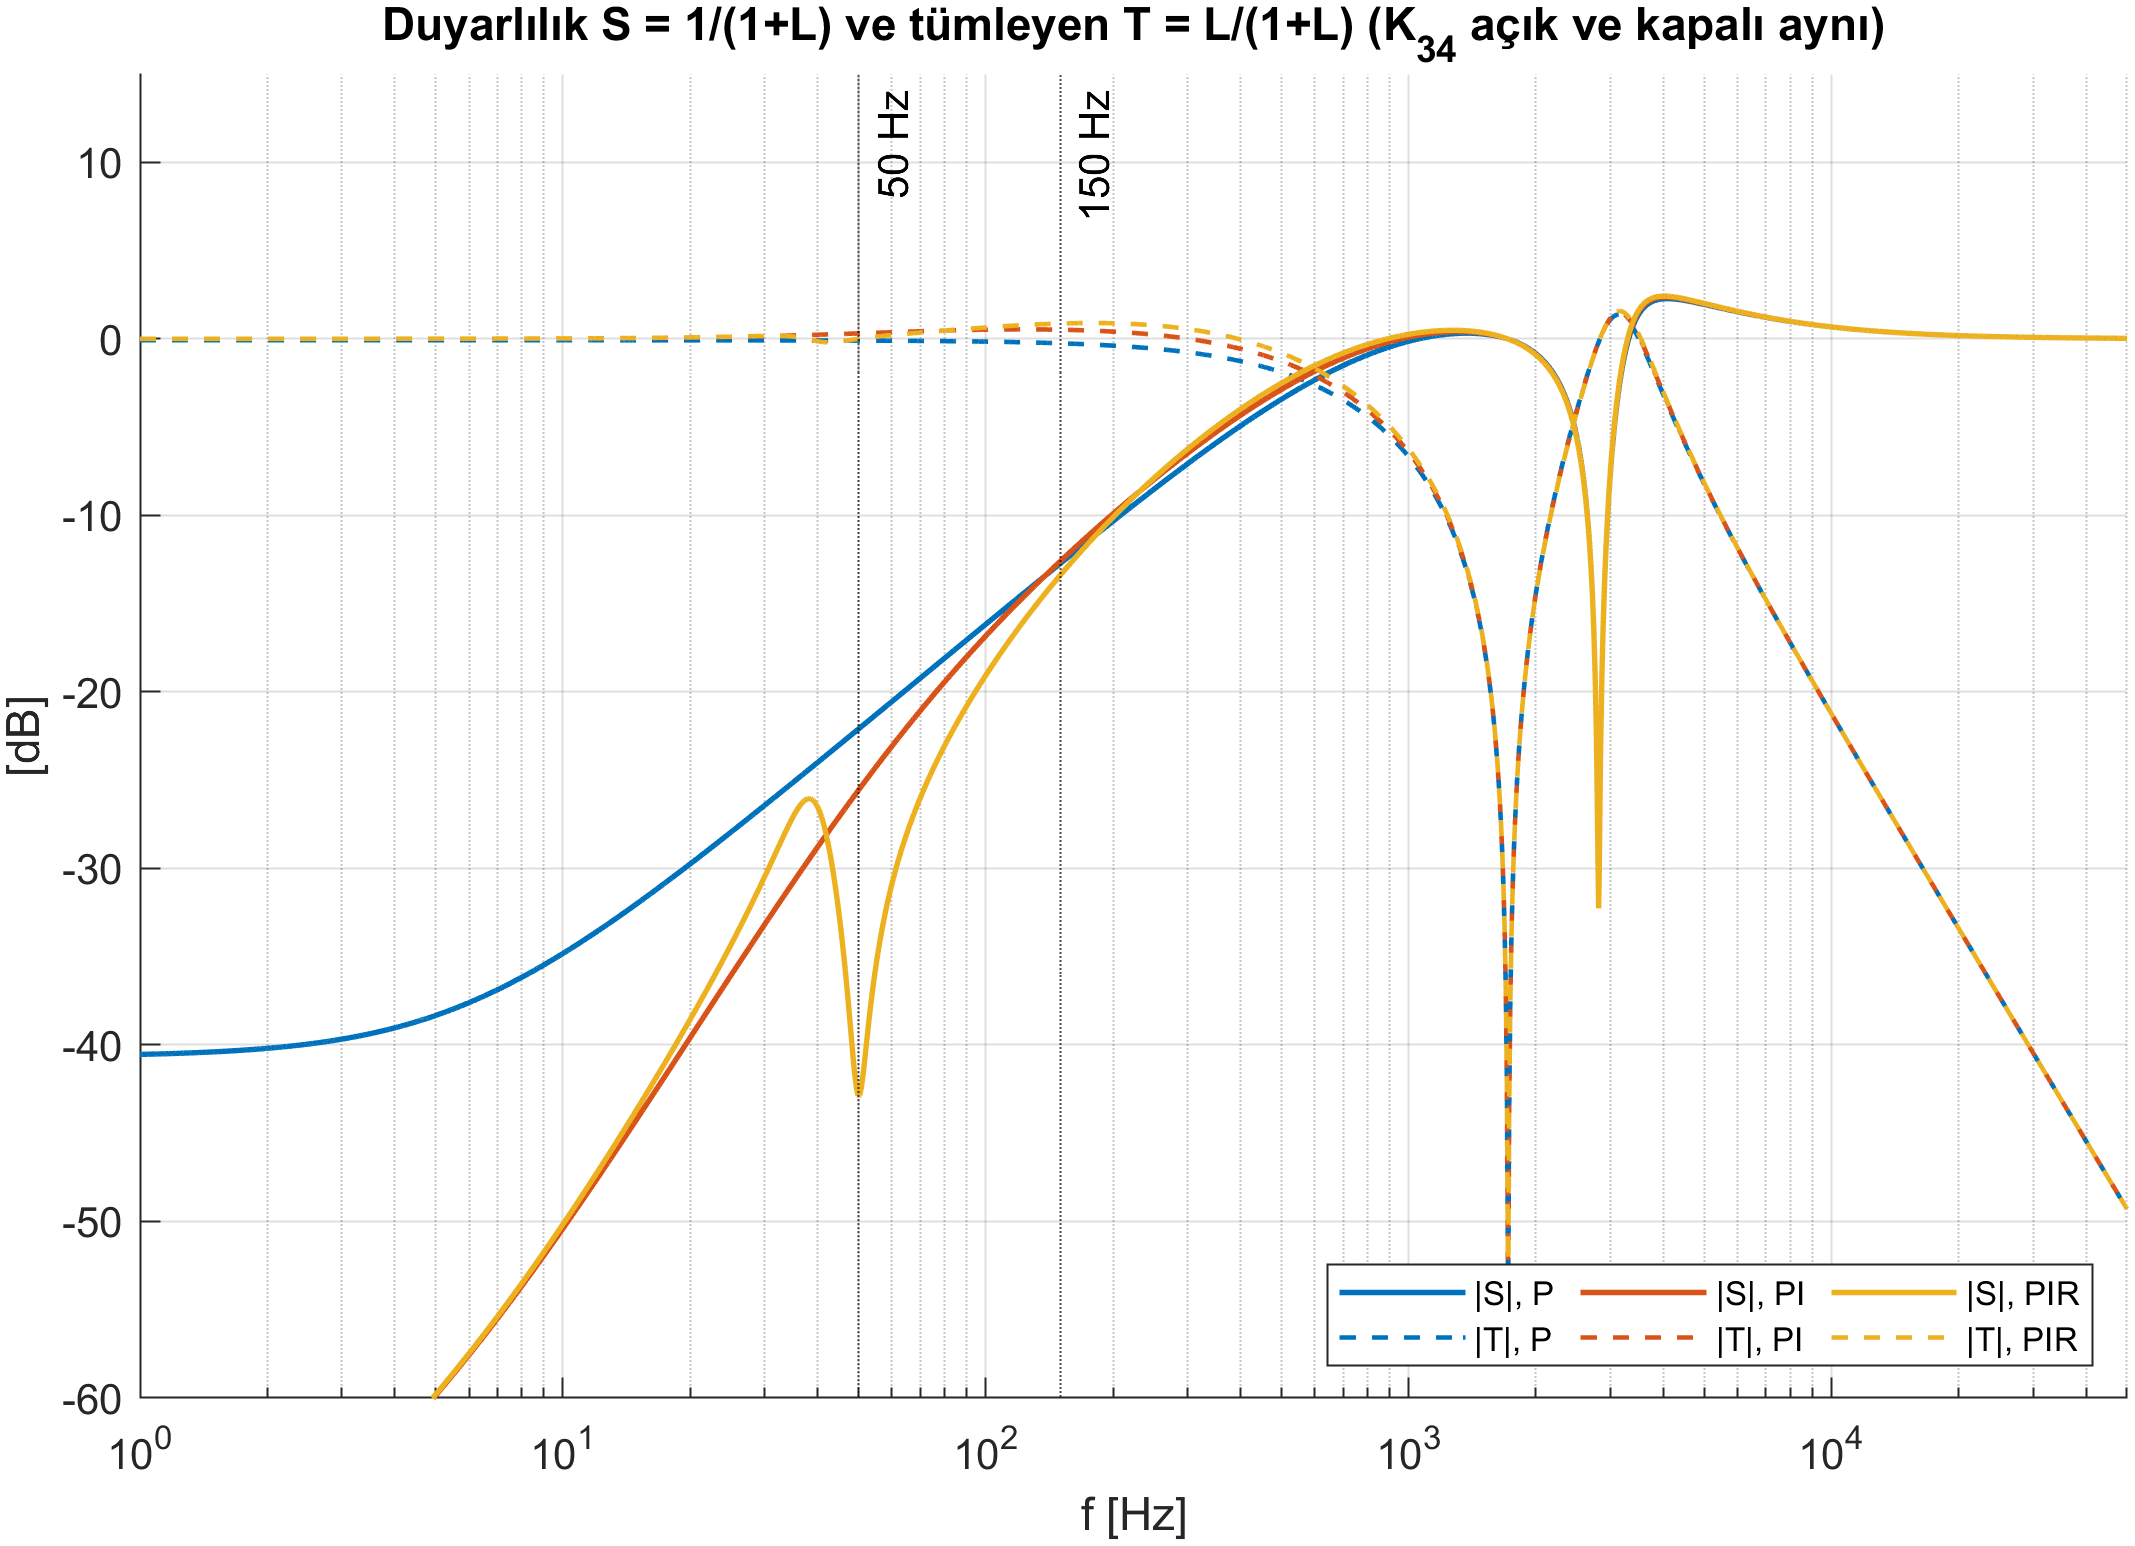 Duyarlılık S = 1/(1+L) ve tümleyen T = L/(1+L) (K34 açık ve kapalı aynı)
50 Hz
150 Hz
10
0
-10
-20
-30
-40
-50
-60
[dB]
10^0
10^1
10^2
10^3
10^4
f [Hz]
|S|, P |S|, PI |S|, PIR
|T|, P |T|, PI |T|, PIR